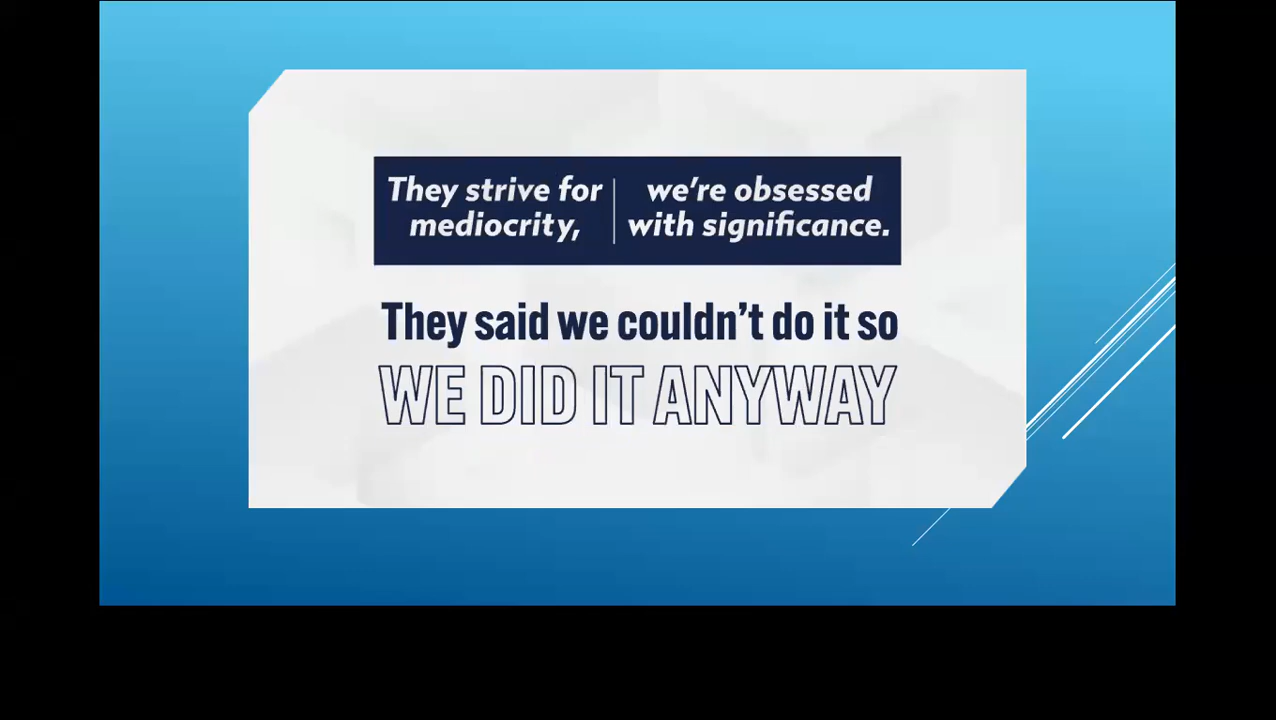 They strive for
mediocrity,
we're obsessed
with significance.
They said we couldn't do it so
WE DID IT ANYWAY